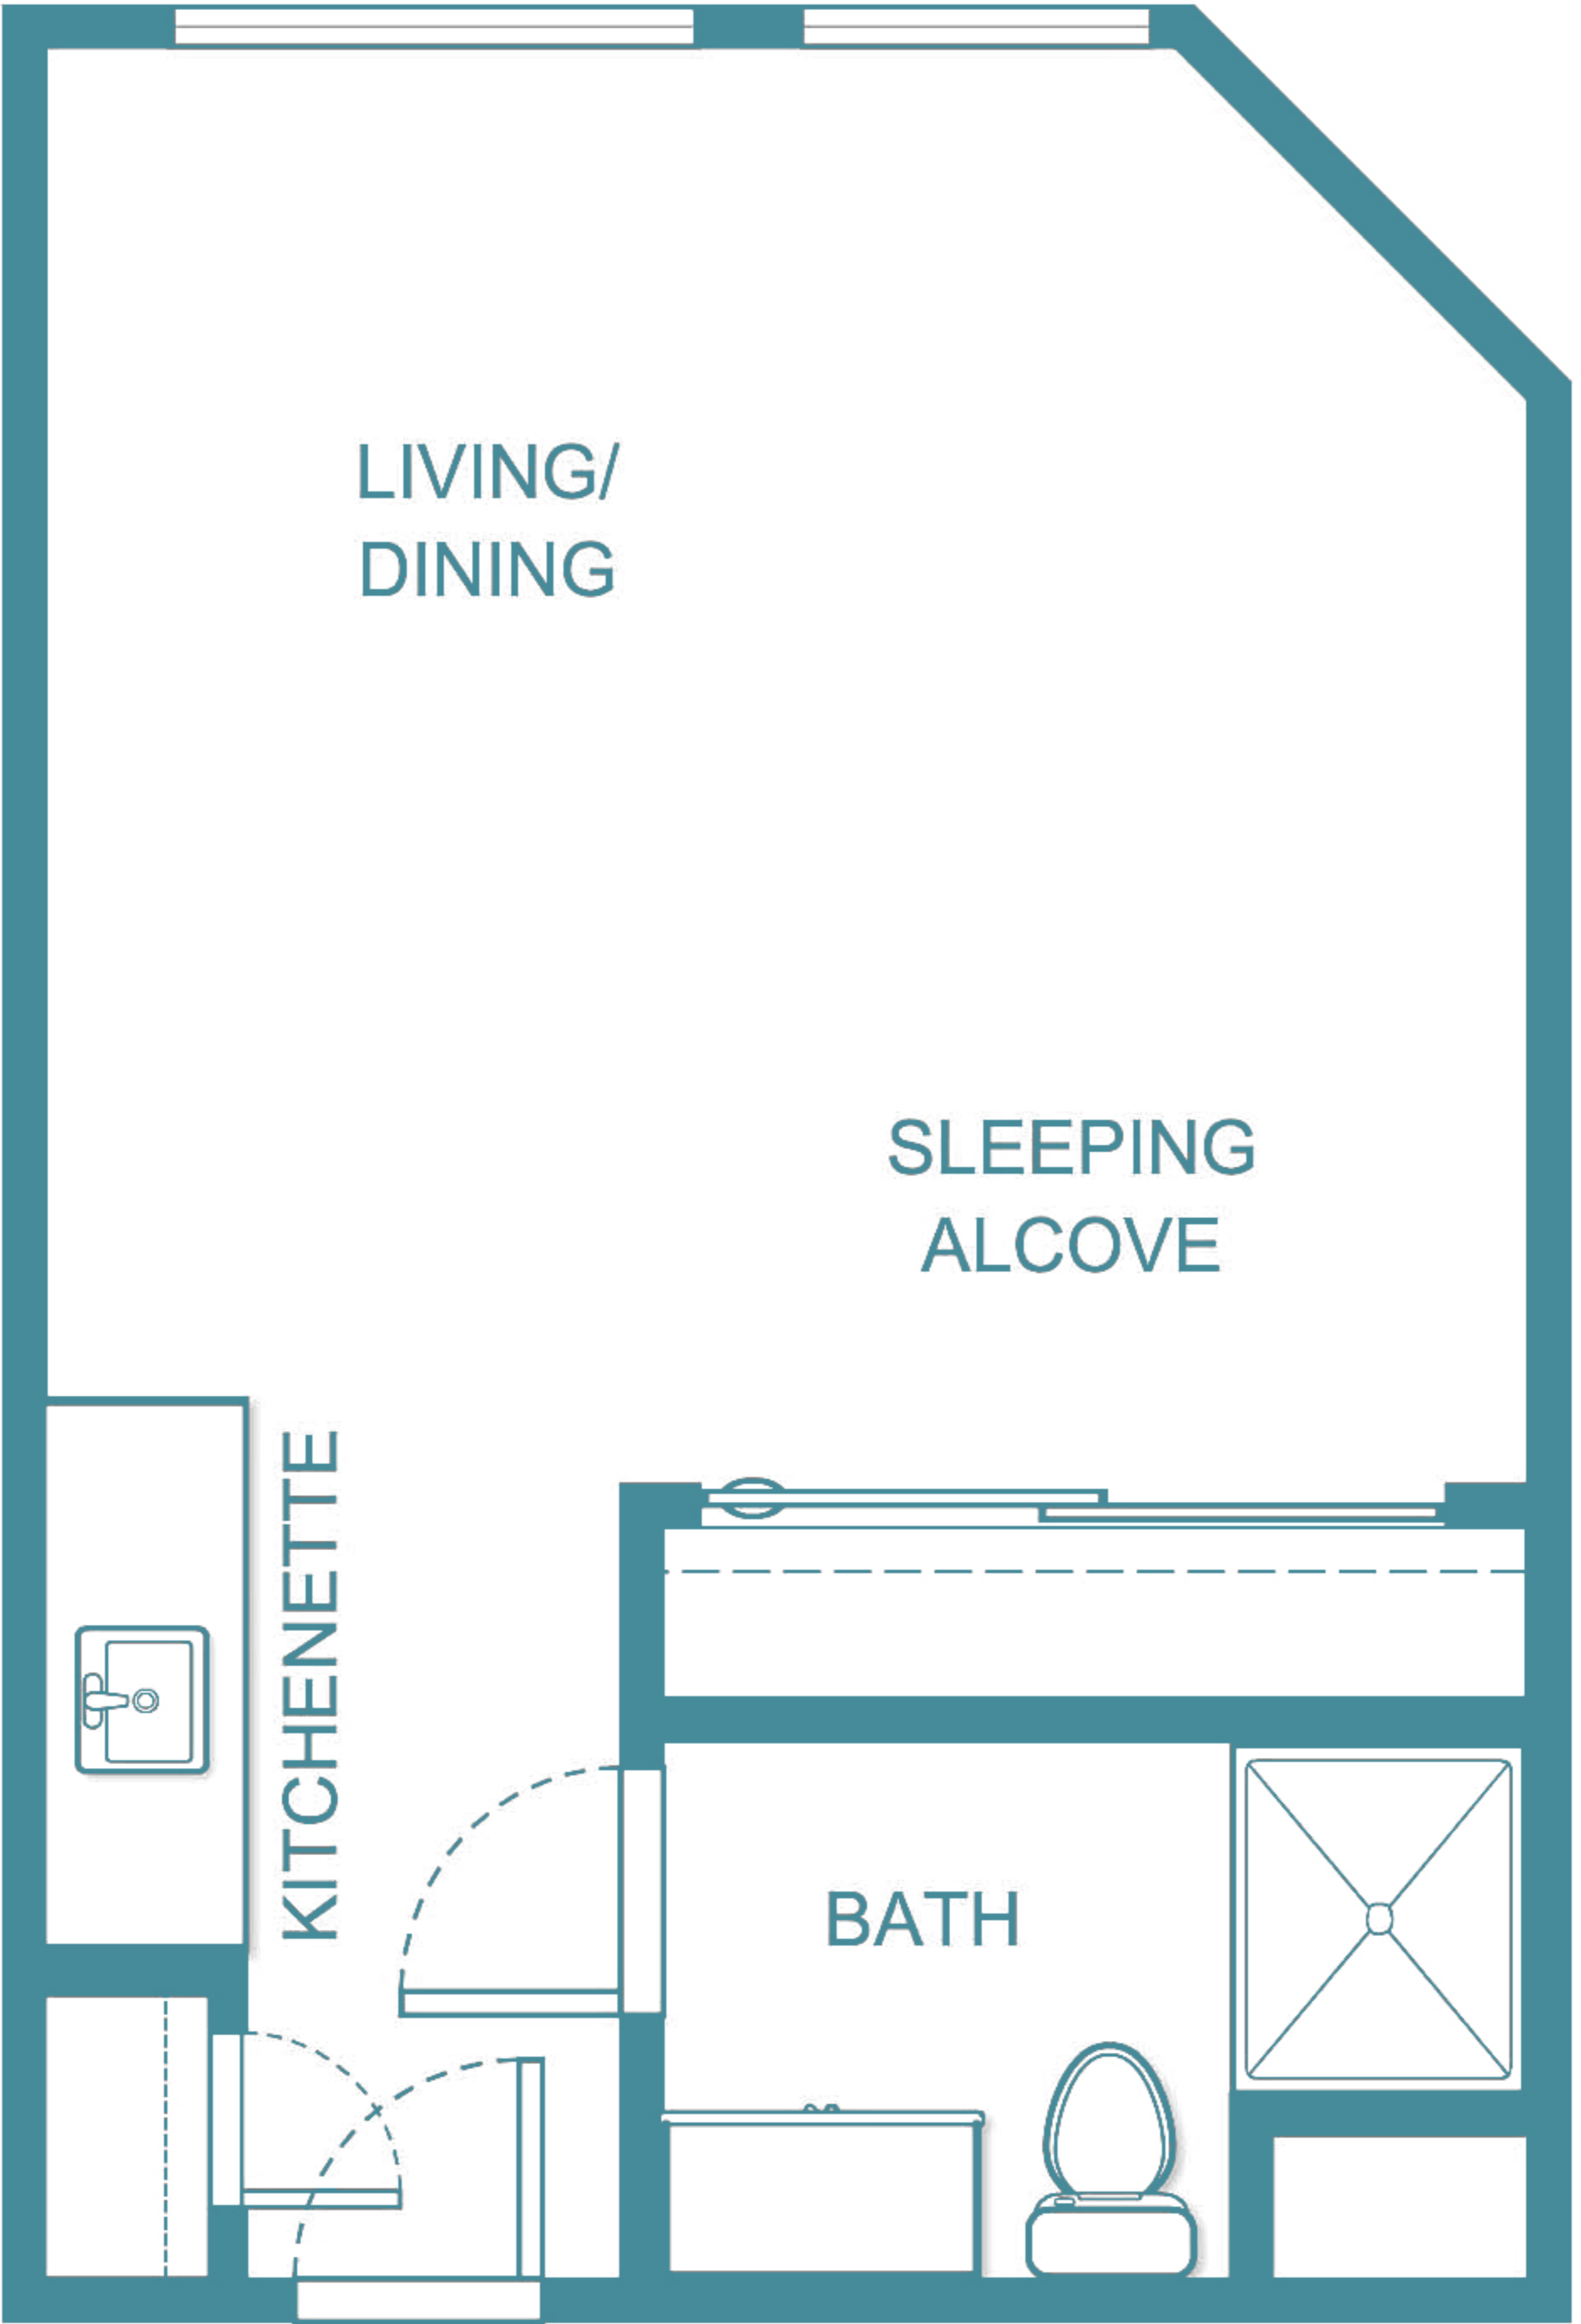 LIVING/
DINING
SLEEPING
ALCOVE
KITCHENETTE
BATH